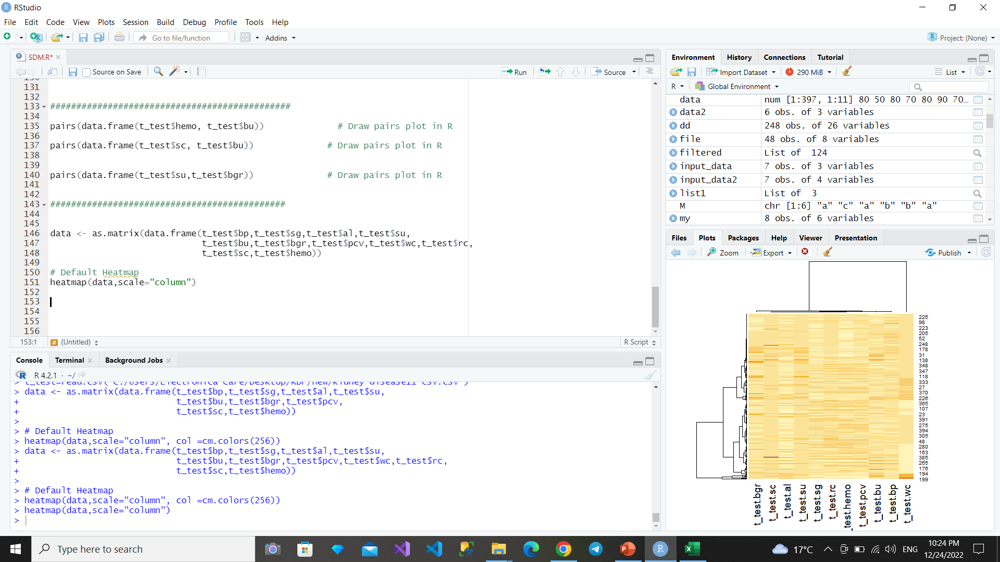 RStudio
File Edit Code View Plots Session Build Debug Profile Tools Help
Go to file/function Addins Project: (None)
SDM.R*
Source on Save Run Source
131
132
133 ##############################################
134
135 pairs(data.frame(t_test$hemo, t_test$bu)) # Draw pairs plot in R
136
137 pairs(data.frame(t_test$sc, t_test$bu)) # Draw pairs plot in R
138
139
140 pairs(data.frame(t_test$su,t_test$bgr)) # Draw pairs plot in R
141
142
143 #############################################
144
145
146 data <- as.matrix(data.frame(t_test$bp,t_test$sg,t_test$al,t_test$su,
147 t_test$bu,t_test$bgr,t_test$pcv,t_test$wc,t_test$rc,
148 t_test$sc,t_test$hemo))
149
150 # Default Heatmap
151 heatmap(data,scale="column")
152
153
154
155
156
153:1 # (Untitled) R Script
Console Terminal Background Jobs
R 4.2.1 · ~/
> data <- as.matrix(data.frame(t_test$bp,t_test$sg,t_test$al,t_test$su,
+ t_test$bu,t_test$bgr,t_test$pcv,
+ t_test$sc,t_test$hemo))
>
> # Default Heatmap
> heatmap(data,scale="column", col =cm.colors(256))
> data <- as.matrix(data.frame(t_test$bp,t_test$sg,t_test$al,t_test$su,
+ t_test$bu,t_test$bgr,t_test$pcv,t_test$wc,t_test$rc,
+ t_test$sc,t_test$hemo))
>
> # Default Heatmap
> heatmap(data,scale="column", col =cm.colors(256))
> heatmap(data,scale="column")
>
Environment History Connections Tutorial
Import Dataset 290 MiB List
R Global Environment
data num [1:397, 1:11] 80 50 80 70 80 90 70...
data2 6 obs. of 3 variables
dd 248 obs. of 26 variables
file 48 obs. of 8 variables
filtered List of 124
input_data 7 obs. of 3 variables
input_data2 7 obs. of 4 variables
list1 List of 3
M chr [1:6] "a" "c" "a" "b" "b" "a"
my 8 obs. of 6 variables
Files Plots Packages Help Viewer Presentation
Zoom Export Publish
225
98
223
205
52
248
178
31
138
348
347
118
333
27
370
226
365
107
23
391
275
394
305
48
280
163
385
265
176
194
199
t_test.bgr
t_test.sc
t_test.al
t_test.su
t_test.sg
t_test.rc
_test.hemo
t_test.pcv
t_test.bu
t_test.bp
t_test.wc
Type here to search
17°C ENG 10:24 PM
12/24/2022